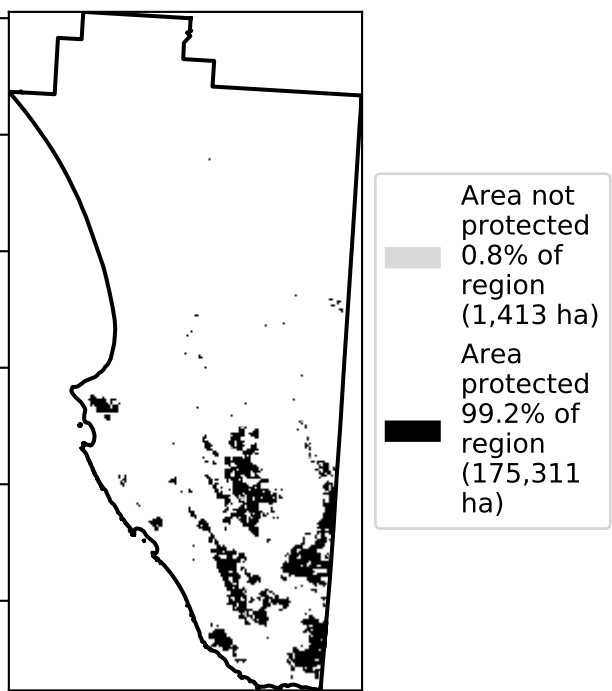 Area not
protected
0.8% of
region
(1,413 ha)
Area
protected
99.2% of
region
(175,311
ha)